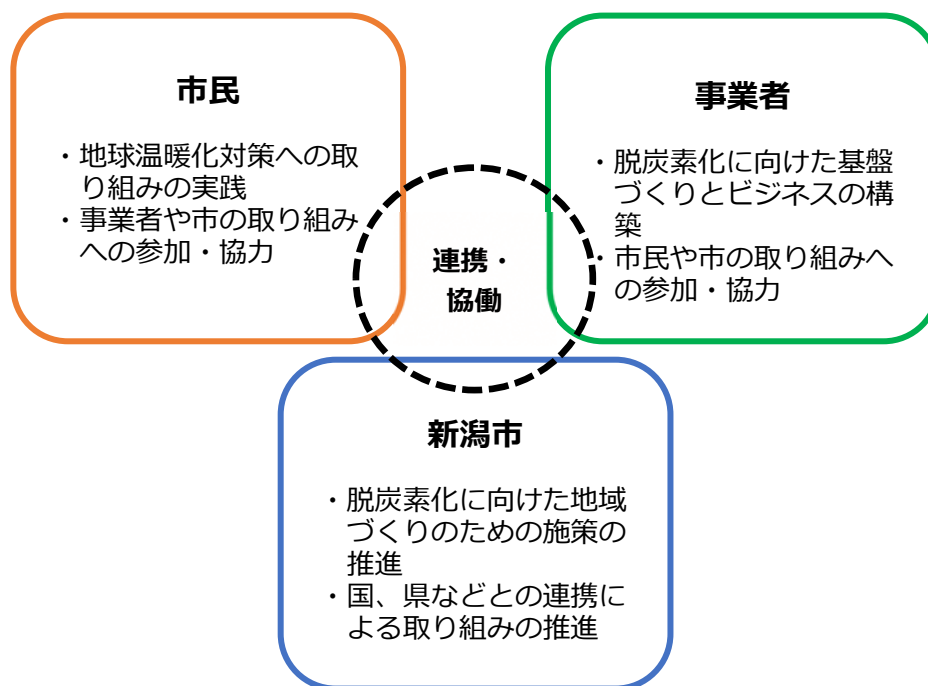 市民
・地球温暖化対策への取
り組みの実践
・事業者や市の取り組み
への参加・協力
事業者
・脱炭素化に向けた基盤
づくりとビジネスの構
築
・市民や市の取り組みへ
の参加・協力
連携・
協働
新潟市
・脱炭素化に向けた地域
づくりのための施策の
推進
・国、県などとの連携に
よる取り組みの推進